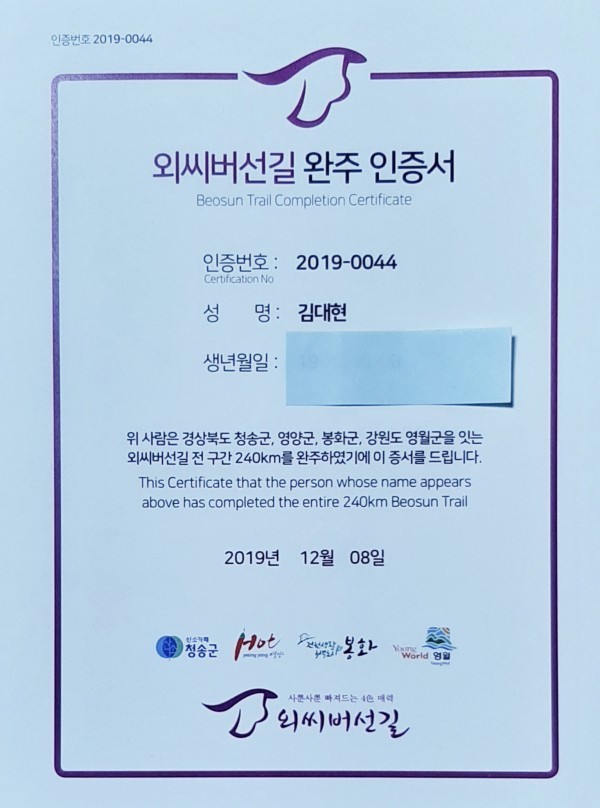 인증번호 2019-0044
외씨버선길 완주 인증서
Beosun Trail Completion Certificate
인증번호 : 2019-0044
Certification No
성 명 : 김대현
생년월일 :
위 사람은 경상북도 청송군, 영양군, 봉화군, 강원도 영월군을 잇는
외씨버선길 전 구간 240km를 완주하였기에 이 증서를 드립니다.
This Certificate that the person whose name appears
above has completed the entire 240km Beosun Trail
2019년 12월 08일
산소카페
청송군
Hot
봉화
Young
World 영월
사뿐사뿐 빠져드는 4色 매력
외씨버선길